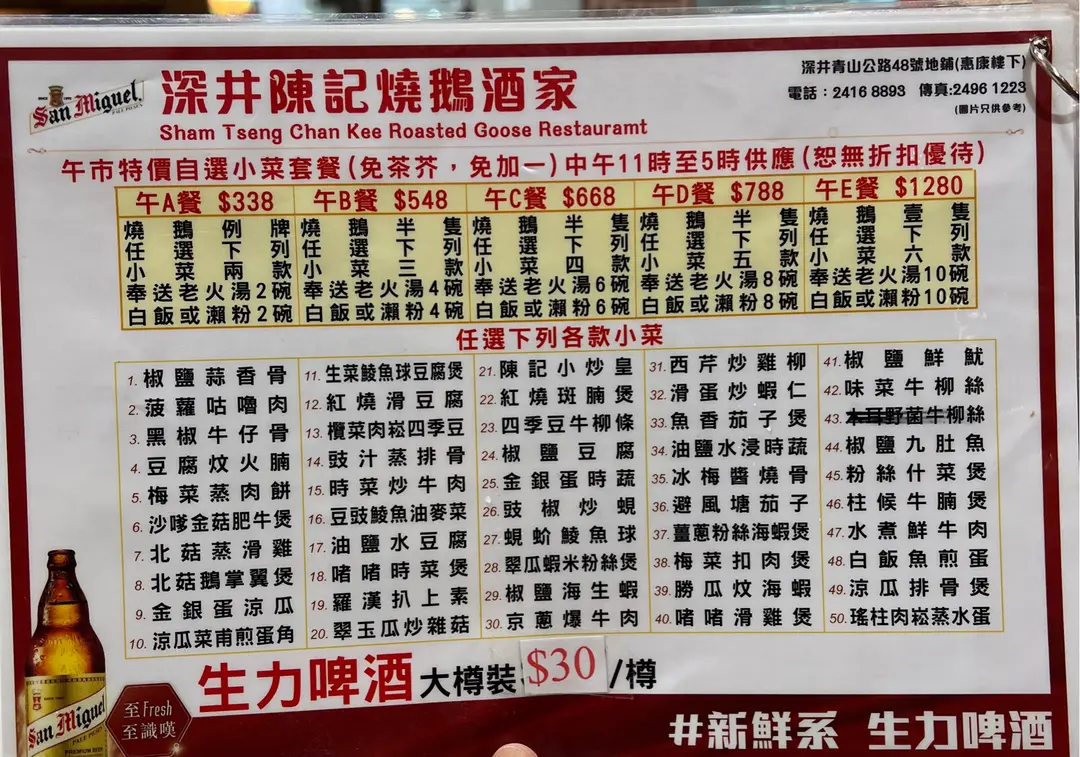 San Miguel
PALE PILSEN
深井陳記燒鵝酒家
Sham Tseng Chan Kee Roasted Goose Restauramt
深井青山公路48號地鋪(惠康樓下)
電話：2416 8893 傳真:2496 1223
(圖片只供參考)
午市特價自選小菜套餐(免茶芥，免加一)中午11時至5時供應(恕無折扣優待)
午A餐 $338
燒鵝例牌
任選下列
小菜兩款
奉送老火湯2碗
白飯或瀨粉2碗
午B餐 $548
燒鵝半隻
任選下列
小菜三款
奉送老火湯4碗
白飯或瀨粉4碗
午C餐 $668
燒鵝半隻
任選下列
小菜四款
奉送老火湯6碗
白飯或瀨粉6碗
午D餐 $788
燒鵝半隻
任選下列
小菜五款
奉送老火湯8碗
白飯或瀨粉8碗
午E餐 $1280
燒鵝壹隻
任選下列
小菜六款
奉送老火湯10碗
白飯或瀨粉10碗
任選下列各款小菜
1. 椒鹽蒜香骨
2. 菠蘿咕嚕肉
3. 黑椒牛仔骨
4. 豆腐炆火腩
5. 梅菜蒸肉餅
6. 沙嗲金菇肥牛煲
7. 北菇蒸滑雞
8. 北菇鵝掌翼煲
9. 金銀蛋涼瓜
10. 涼瓜菜甫煎蛋角
11. 生菜鯪魚球豆腐煲
12. 紅燒滑豆腐
13. 欖菜肉崧四季豆
14. 豉汁蒸排骨
15. 時菜炒牛肉
16. 豆豉鯪魚油麥菜
17. 油鹽水豆腐
18. 啫啫時菜煲
19. 羅漢扒上素
20. 翠玉瓜炒雜菇
21. 陳記小炒皇
22. 紅燒斑腩煲
23. 四季豆牛柳條
24. 椒鹽豆腐
25. 金銀蛋時蔬
26. 豉椒炒蜆
27. 蜆蚧鯪魚球
28. 翠瓜蝦米粉絲煲
29. 椒鹽海生蝦
30. 京蔥爆牛肉
31. 西芹炒雞柳
32. 滑蛋炒蝦仁
33. 魚香茄子煲
34. 油鹽水浸時蔬
35. 冰梅醬燒骨
36. 避風塘茄子
37. 薑蔥粉絲海蝦煲
38. 梅菜扣肉煲
39. 勝瓜炆海蝦
40. 啫啫滑雞煲
41. 椒鹽鮮魷
42. 味菜牛柳絲
43. 木耳野菌牛柳絲
44. 椒鹽九肚魚
45. 粉絲什菜煲
46. 柱候牛腩煲
47. 水煮鮮牛肉
48. 白飯魚煎蛋
49. 涼瓜排骨煲
50. 瑤柱肉崧蒸水蛋
生力啤酒 大樽裝 $30 /樽
San Miguel
PALE PILSEN
至Fresh
至識嘆
#新鮮系 生力啤酒